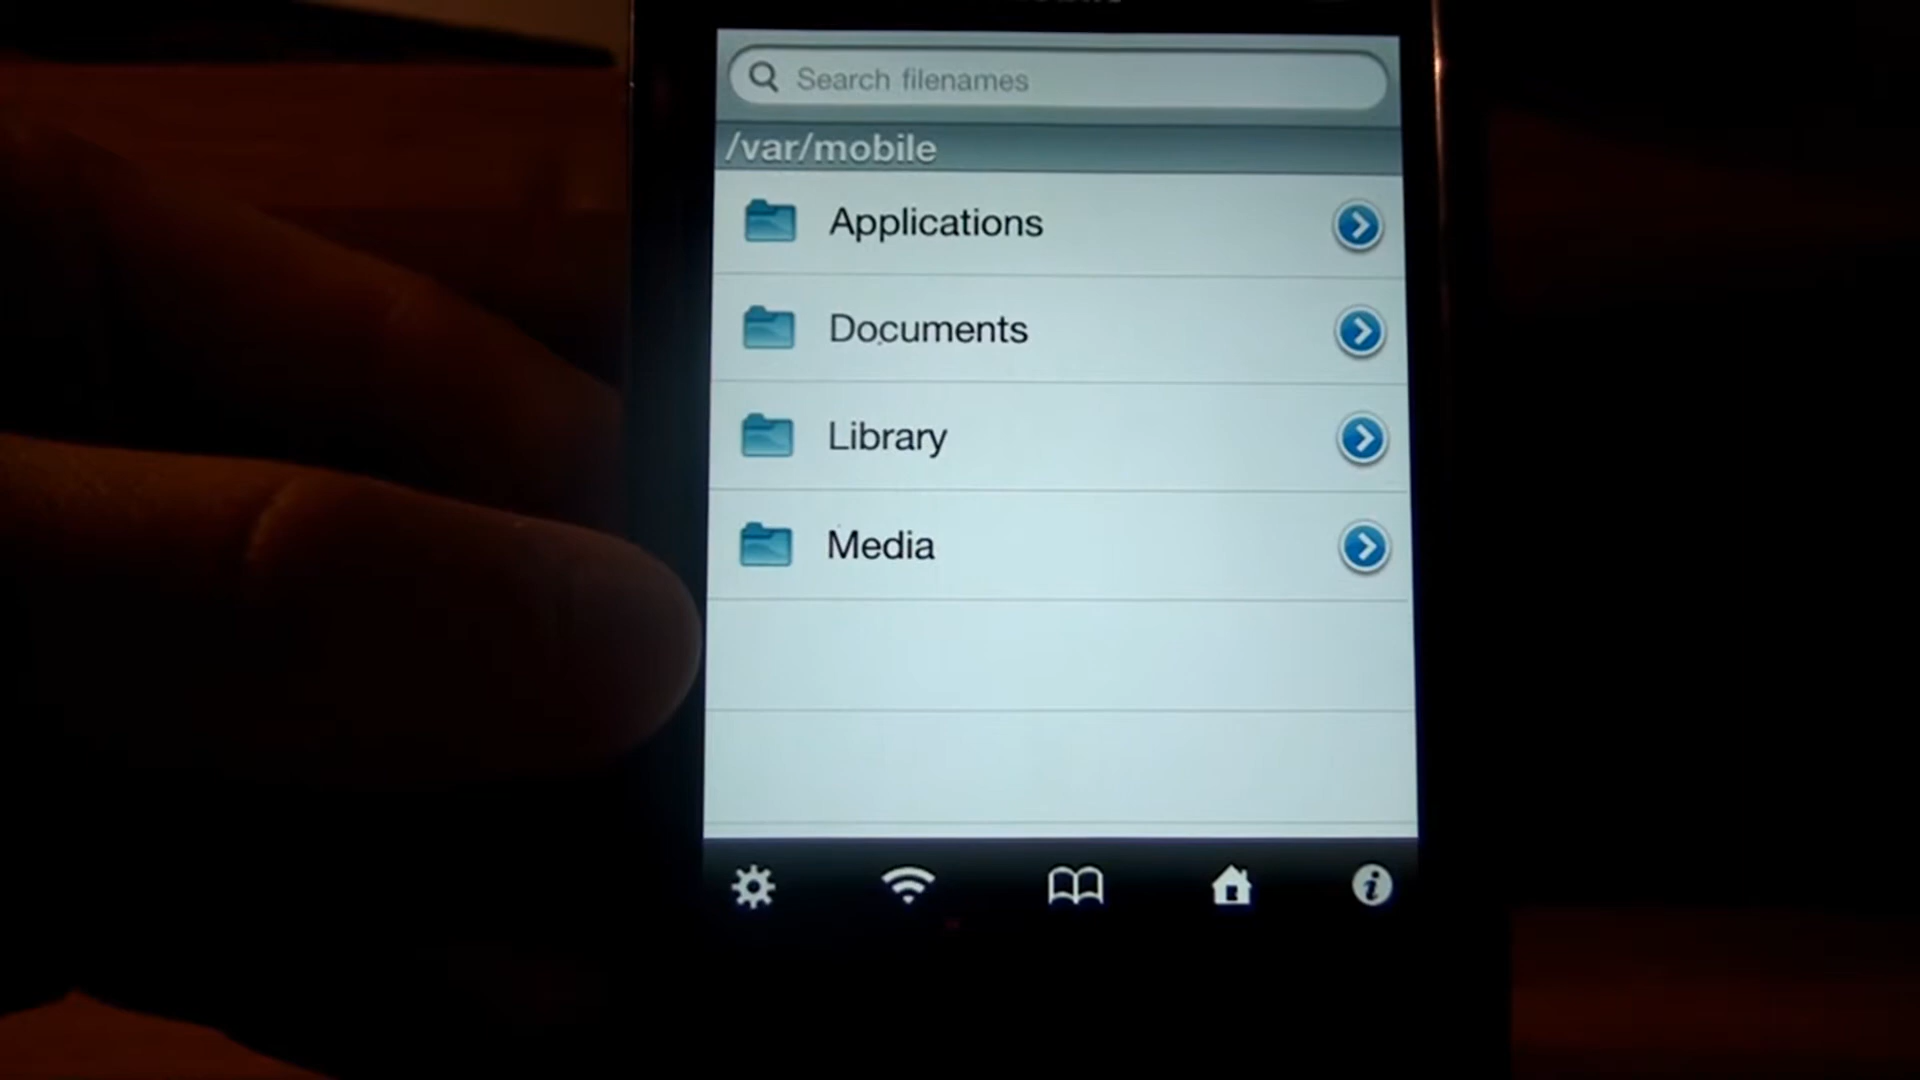 Search filenames
/var/mobile
Applications
Documents
Library
Media